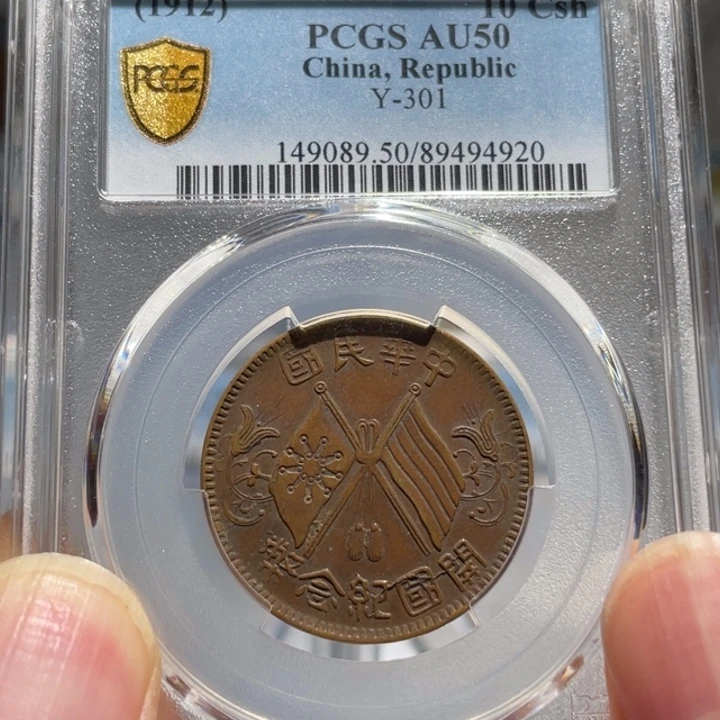 (1912) 10 Csh
PCGS AU50
China, Republic
Y-301
149089.50/89494920
PCGS
國民華中
開國紀念幣